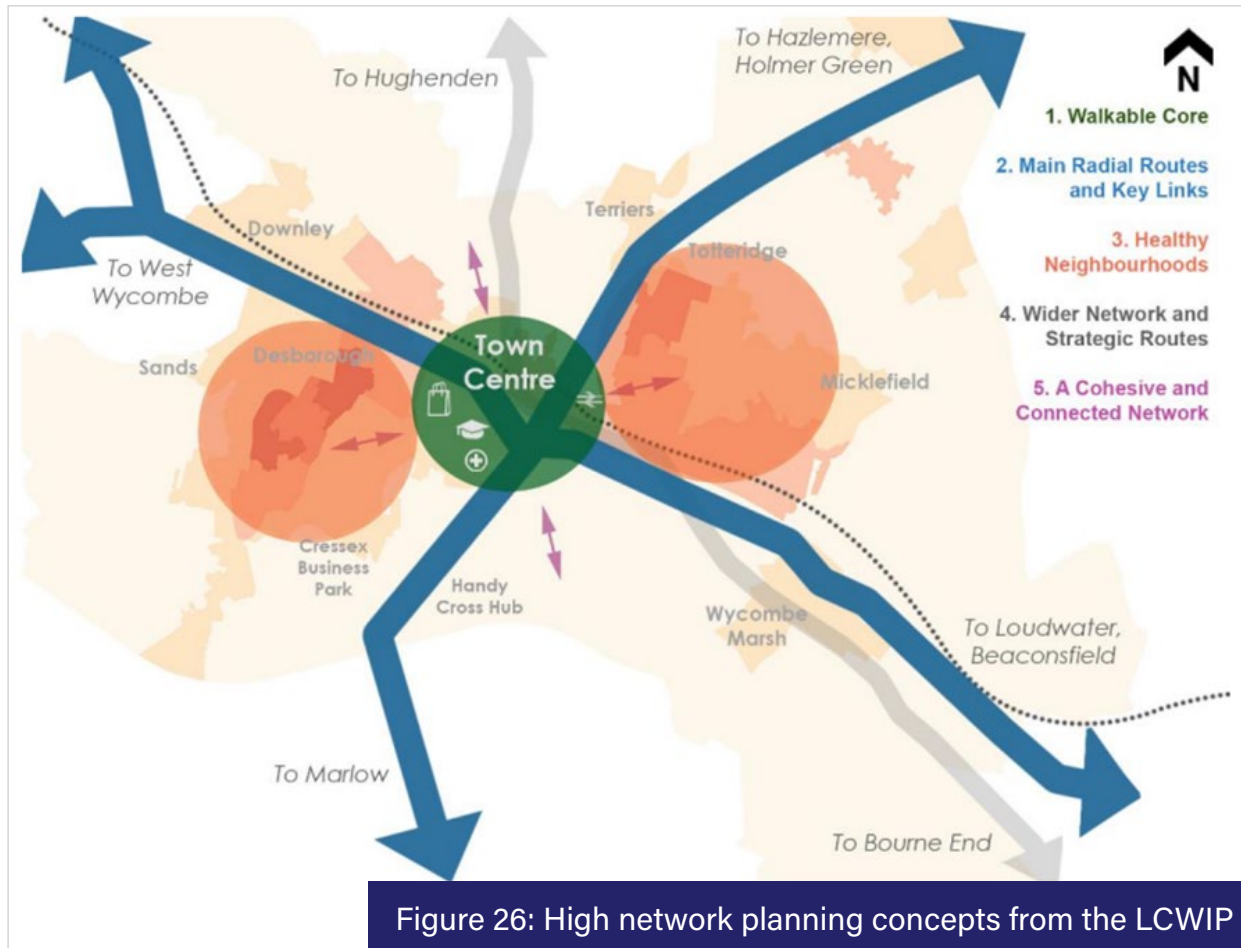 To Hughenden
To Hazlemere,
Holmer Green
N
1. Walkable Core
2. Main Radial Routes
and Key Links
3. Healthy
Neighbourhoods
4. Wider Network and
Strategic Routes
5. A Cohesive and
Connected Network
Terriers
Downley
Totteridge
To West
Wycombe
Town
Centre
Sands
Desborough
Micklefield
Cressex
Business
Park
Handy
Cross Hub
Wycombe
Marsh
To Loudwater,
Beaconsfield
To Marlow
To Bourne End
Figure 26: High network planning concepts from the LCWIP